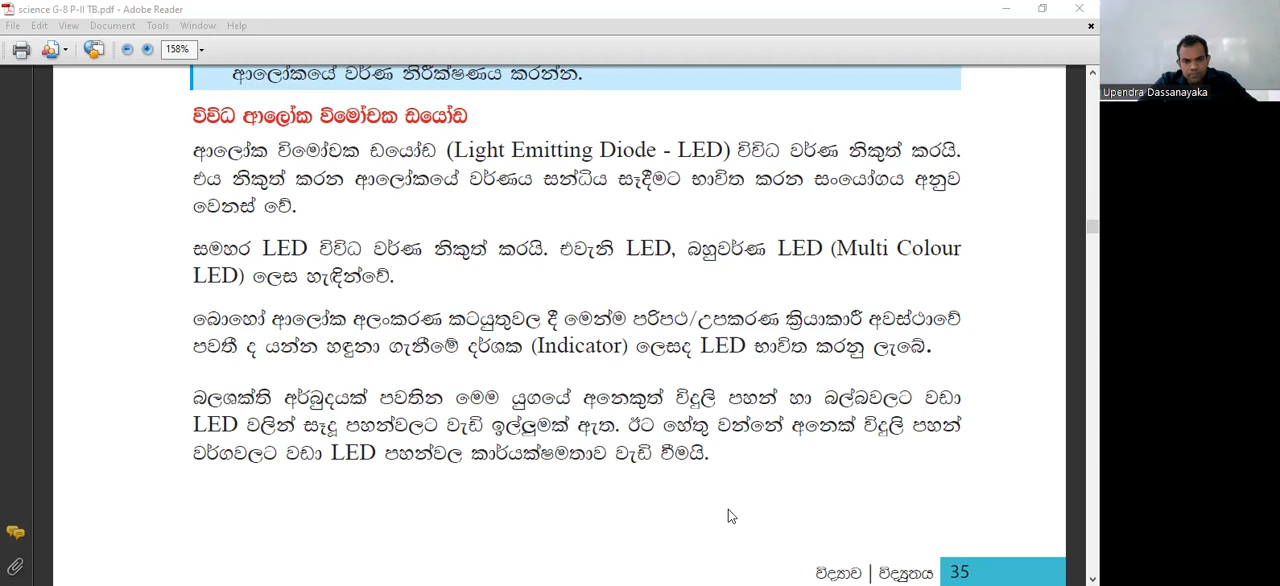 science G-8 P-II TB.pdf - Adobe Reader
File Edit View Document Tools Window Help
158%
ආලෝකයේ වර්ණ නිරීක්ෂණය කරන්න.
විවිධ ආලෝක විමෝචක ඩයෝඩ
ආලෝක විමෝචක ඩයෝඩ (Light Emitting Diode - LED) විවිධ වර්ණ නිකුත් කරයි.
එය නිකුත් කරන ආලෝකයේ වර්ණය සන්ධිය සෑදීමට භාවිත කරන සංයෝගය අනුව
වෙනස් වේ.
සමහර LED විවිධ වර්ණ නිකුත් කරයි. එවැනි LED, බහුවර්ණ LED (Multi Colour
LED) ලෙස හැඳින්වේ.
බොහෝ ආලෝක අලංකරණ කටයුතුවල දී මෙන්ම පරිපථ/උපකරණ ක්‍රියාකාරී අවස්ථාවේ
පවතී ද යන්න හඳුනා ගැනීමේ දර්ශක (Indicator) ලෙසද LED භාවිත කරනු ලැබේ.
බලශක්ති අර්බුදයක් පවතින මෙම යුගයේ අනෙකුත් විදුලි පහන් හා බල්බවලට වඩා
LED වලින් සෑදූ පහන්වලට වැඩි ඉල්ලුමක් ඇත. ඊට හේතු වන්නේ අනෙක් විදුලි පහන්
වර්ගවලට වඩා LED පහන්වල කාර්යක්ෂමතාව වැඩි වීමයි.
විද්‍යාව | විද්‍යුතය 35
Upendra Dassanayaka